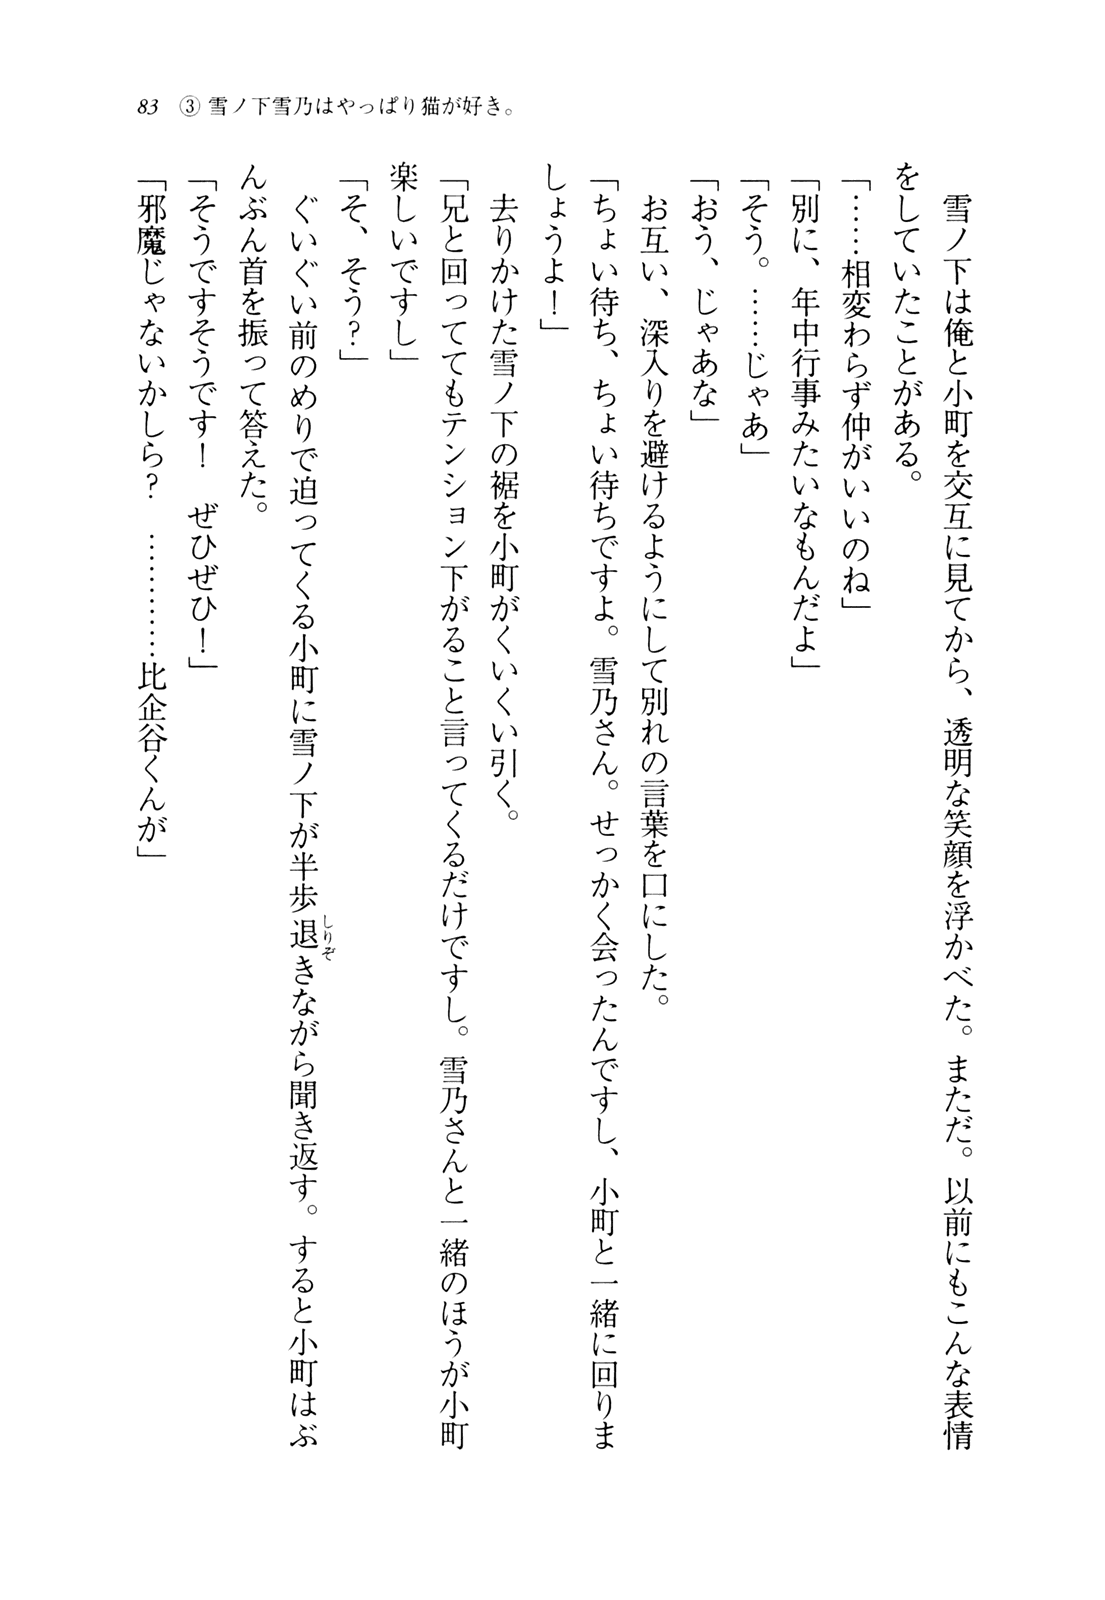 83　③ 雪ノ下雪乃はやっぱり猫が好き。
　雪ノ下は俺と小町を交互に見てから、透明な笑顔を浮かべた。まただ。以前にもこんな表情
をしていたことがある。
「……相変わらず仲がいいのね」
「別に、年中行事みたいなもんだよ」
「そう。……じゃあ」
「おう、じゃあな」
　お互い、深入りを避けるようにして別れの言葉を口にした。
「ちょい待ち、ちょい待ちですよ。雪乃さん。せっかく会ったんですし、小町と一緒に回りま
しょうよ！」
　去りかけた雪ノ下の裾を小町がくいくい引く。
「兄と回っててもテンション下がること言ってくるだけですし。雪乃さんと一緒のほうが小町
楽しいですし」
「そ、そう？」
　ぐいぐい前のめりで迫ってくる小町に雪ノ下が半歩退しりぞきながら聞き返す。すると小町はぶ
んぶん首を振って答えた。
「そうですそうです！　ぜひぜひ！」
「邪魔じゃないかしら？　…………比企谷くんが」